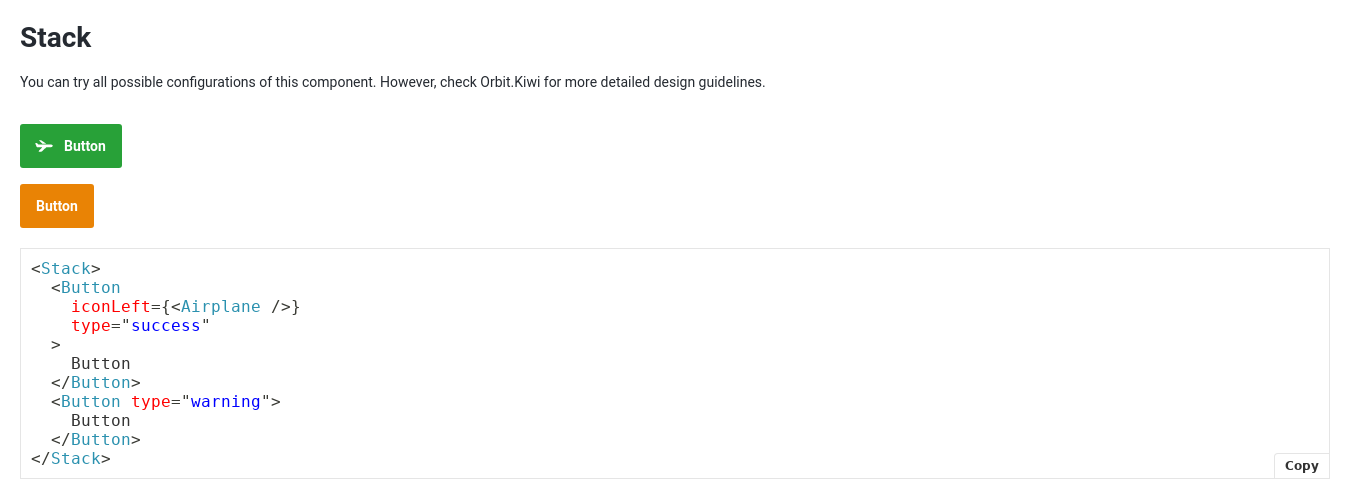 Stack
You can try all possible configurations of this component. However, check Orbit.Kiwi for more detailed design guidelines.
Button
Button
<Stack>
  <Button
    iconLeft={<Airplane />}
    type="success"
  >
    Button
  </Button>
  <Button type="warning">
    Button
  </Button>
</Stack>
Copy